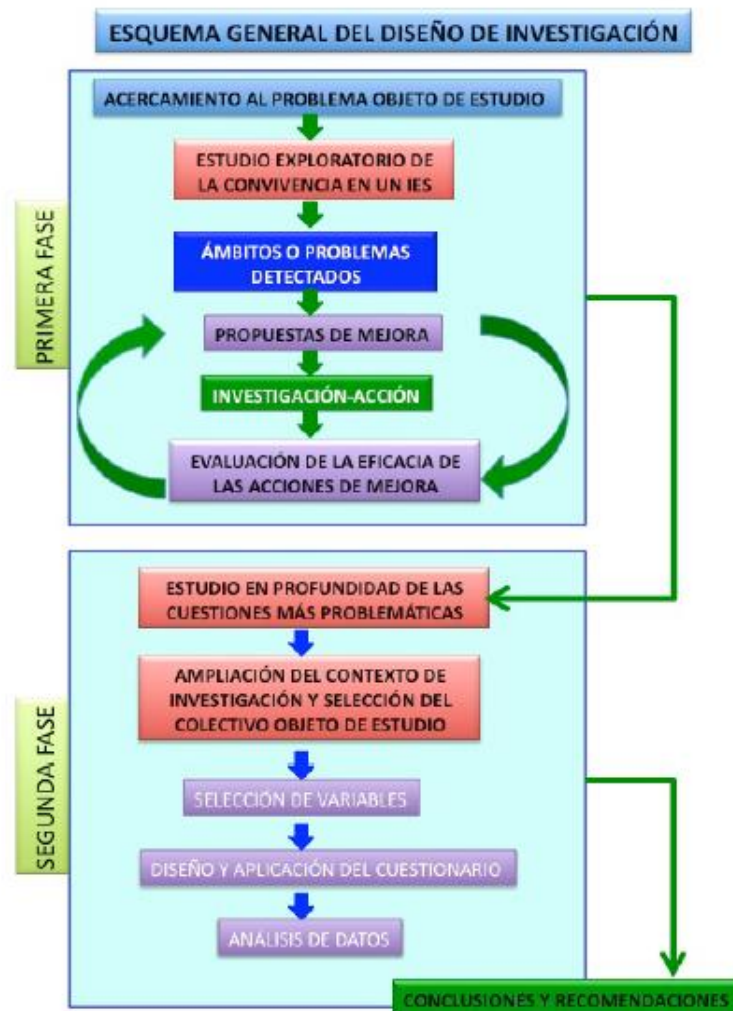 ESQUEMA GENERAL DEL DISEÑO DE INVESTIGACIÓN
PRIMERA FASE
ACERCAMIENTO AL PROBLEMA OBJETO DE ESTUDIO
ESTUDIO EXPLORATORIO DE
LA CONVIVENCIA EN UN IES
ÁMBITOS O PROBLEMAS
DETECTADOS
PROPUESTAS DE MEJORA
INVESTIGACIÓN-ACCIÓN
EVALUACIÓN DE LA EFICACIA DE
LAS ACCIONES DE MEJORA
SEGUNDA FASE
ESTUDIO EN PROFUNDIDAD DE LAS
CUESTIONES MÁS PROBLEMÁTICAS
AMPLIACIÓN DEL CONTEXTO DE
INVESTIGACIÓN Y SELECCIÓN DEL
COLECTIVO OBJETO DE ESTUDIO
SELECCIÓN DE VARIABLES
DISEÑO Y APLICACIÓN DEL CUESTIONARIO
ANÁLISIS DE DATOS
CONCLUSIONES Y RECOMENDACIONES